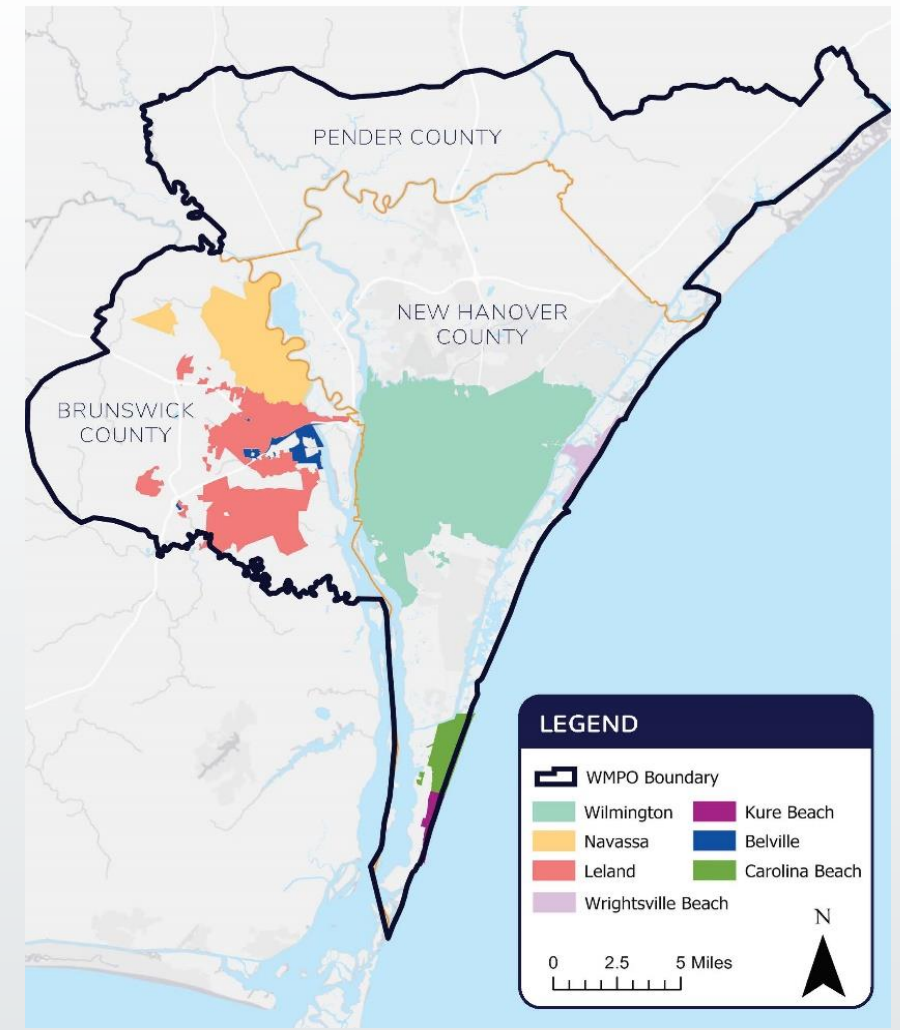 PENDER COUNTY
NEW HANOVER
COUNTY
BRUNSWICK
COUNTY
LEGEND
WMPO Boundary
Wilmington
Navassa
Leland
Wrightsville Beach
Kure Beach
Belville
Carolina Beach
N
0 2.5 5 Miles